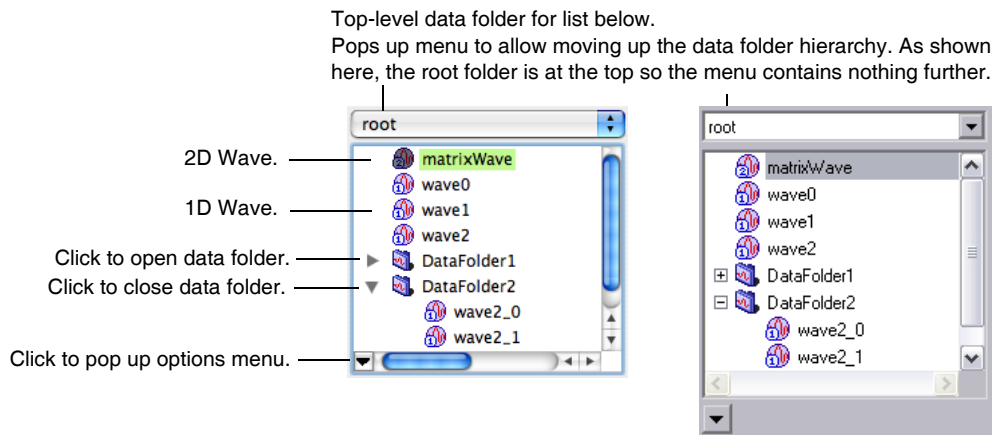 Top-level data folder for list below.
Pops up menu to allow moving up the data folder hierarchy. As shown
here, the root folder is at the top so the menu contains nothing further.
root
2D Wave.
matrixWave
wave0
1D Wave.
wave1
wave2
Click to open data folder.
DataFolder1
Click to close data folder.
DataFolder2
wave2_0
wave2_1
Click to pop up options menu.
root
matrixWave
wave0
wave1
wave2
DataFolder1
DataFolder2
wave2_0
wave2_1